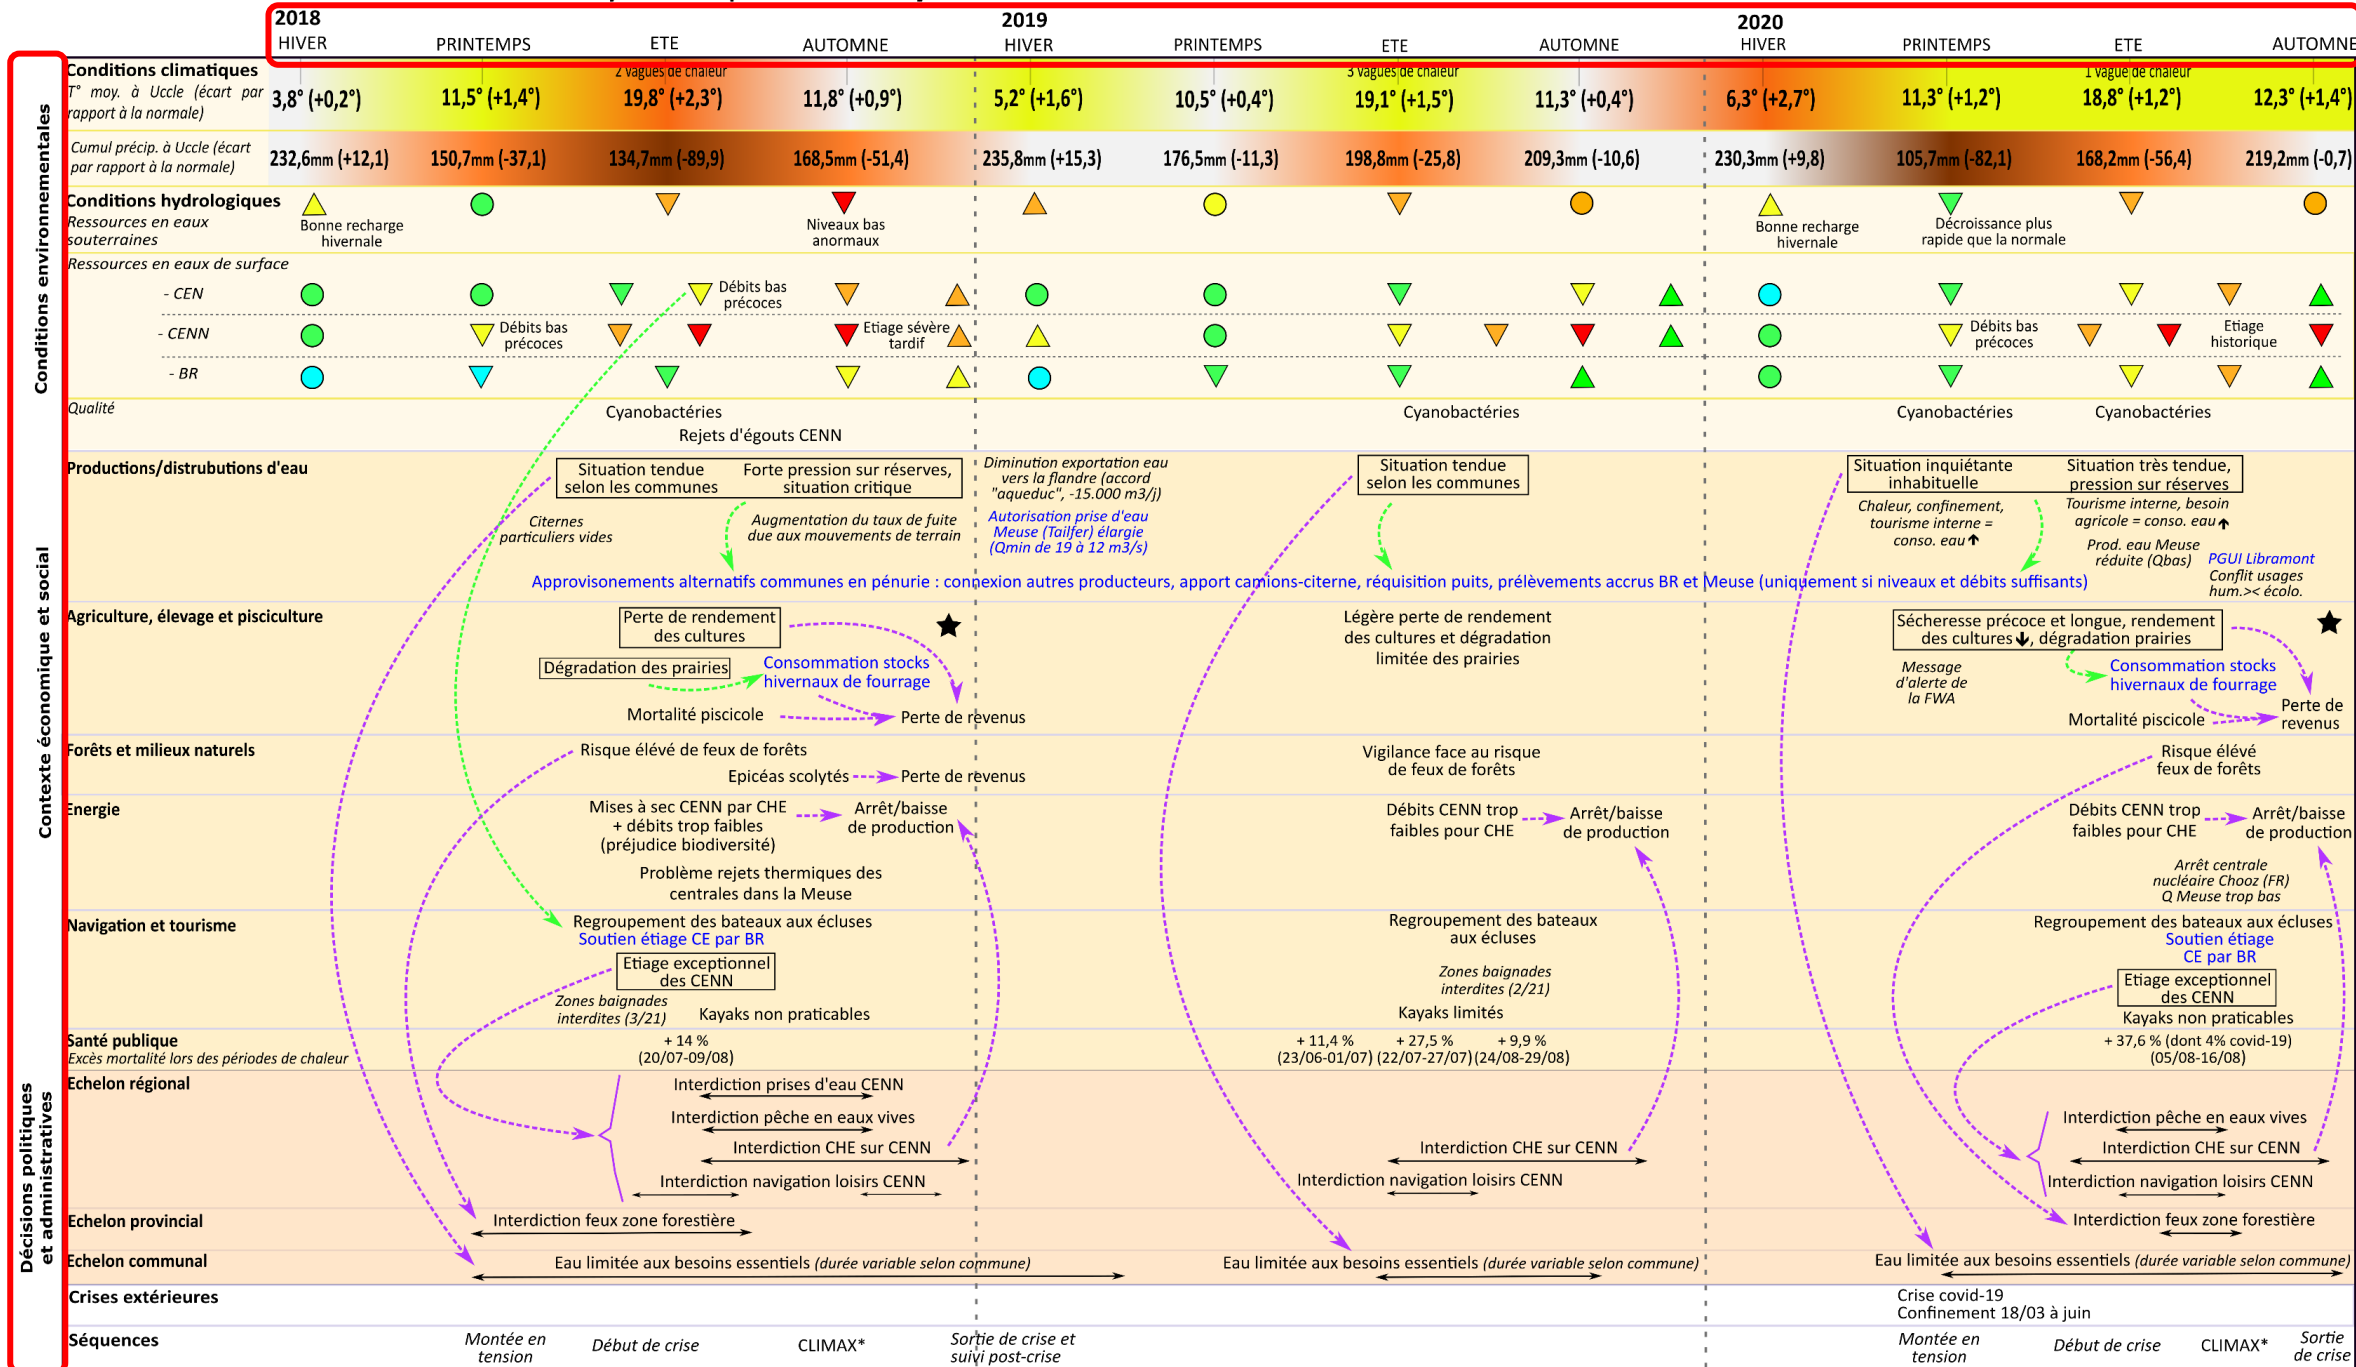 2018 2019 2020
HIVER PRINTEMPS ETE AUTOMNE HIVER PRINTEMPS ETE AUTOMNE HIVER PRINTEMPS ETE AUTOMNE
Conditions environnementales
Conditions climatiques
2 vagues de chaleur 3 vagues de chaleur 1 vague de chaleur
T° moy. à Uccle (écart par
rapport à la normale)
3,8° (+0,2°) 11,5° (+1,4°) 19,8° (+2,3°) 11,8° (+0,9°) 5,2° (+1,6°) 10,5° (+0,4°) 19,1° (+1,5°) 11,3° (+0,4°) 6,3° (+2,7°) 11,3° (+1,2°) 18,8° (+1,2°) 12,3° (+1,4°)
Cumul précip. à Uccle (écart
par rapport à la normale)
232,6mm (+12,1) 150,7mm (-37,1) 134,7mm (-89,9) 168,5mm (-51,4) 235,8mm (+15,3) 176,5mm (-11,3) 198,8mm (-25,8) 209,3mm (-10,6) 230,3mm (+9,8) 105,7mm (-82,1) 168,2mm (-56,4) 219,2mm (-0,7)
Conditions hydrologiques
Ressources en eaux
souterraines
Bonne recharge
hivernale
Niveaux bas
anormaux
Bonne recharge
hivernale
Décroissance plus
rapide que la normale
Ressources en eaux de surface
- CEN
Débits bas
précoces
- CENN
Débits bas
précoces
Etiage sévère
tardif
Débits bas
précoces
Etiage
historique
- BR
Qualité
Cyanobactéries Cyanobactéries Cyanobactéries Cyanobactéries
Rejets d'égouts CENN
Contexte économique et social
Productions/distrubutions d'eau
Situation tendue
selon les communes
Forte pression sur réserves,
situation critique
Citernes
particuliers vides
Augmentation du taux de fuite
due aux mouvements de terrain
Diminution exportation eau
vers la flandre (accord
"aqueduc", -15.000 m3/j)
Autorisation prise d'eau
Meuse (Tailfer) élargie
(Qmin de 19 à 12 m3/s)
Situation tendue
selon les communes
Situation inquiétante
inhabituelle
Situation très tendue,
pression sur réserves
Chaleur, confinement,
tourisme interne =
conso. eau🡹
Tourisme interne, besoin
agricole = conso. eau🡹
Prod. eau Meuse
réduite (Qbas)
PGUI Libramont
Conflit usages
hum.>< écolo.
Approvisonements alternatifs communes en pénurie : connexion autres producteurs, apport camions-citerne, réquisition puits, prélèvements accrus BR et Meuse (uniquement si niveaux et débits suffisants)
Agriculture, élevage et pisciculture
Perte de rendement
des cultures
Dégradation des prairies
Consommation stocks
hivernaux de fourrage
Mortalité piscicole
Perte de revenus
Légère perte de rendement
des cultures et dégradation
limitée des prairies
Sécheresse précoce et longue, rendement
des cultures🡻, dégradation prairies
Message
d'alerte de
la FWA
Consommation stocks
hivernaux de fourrage
Mortalité piscicole
Perte de
revenus
Forêts et milieux naturels
Risque élévé de feux de forêts
Epicéas scolytés
Perte de revenus
Vigilance face au risque
de feux de forêts
Risque élévé
feux de forêts
Energie
Mises à sec CENN par CHE
+ débits trop faibles
(préjudice biodiversité)
Arrêt/baisse
de production
Problème rejets thermiques des
centrales dans la Meuse
Débits CENN trop
faibles pour CHE
Arrêt/baisse
de production
Débits CENN trop
faibles pour CHE
Arrêt/baisse
de production
Arrêt centrale
nucléaire Chooz (FR)
Q Meuse trop bas
Navigation et tourisme
Regroupement des bateaux aux écluses
Soutien étiage CE par BR
Etiage exceptionnel
des CENN
Zones baignades
interdites (3/21)
Kayaks non praticables
Regroupement des bateaux
aux écluses
Zones baignades
interdites (2/21)
Kayaks limités
Regroupement des bateaux aux écluses
Soutien étiage
CE par BR
Etiage exceptionnel
des CENN
Kayaks non praticables
Santé publique
Excès mortalité lors des périodes de chaleur
+ 14 %
(20/07-09/08)
+ 11,4 % + 27,5 % + 9,9 %
(23/06-01/07) (22/07-27/07) (24/08-29/08)
+ 37,6 % (dont 4% covid-19)
(05/08-16/08)
Décisions politiques
et administratives
Echelon régional
Interdiction prises d'eau CENN
Interdiction pêche en eaux vives
Interdiction CHE sur CENN
Interdiction navigation loisirs CENN
Interdiction CHE sur CENN
Interdiction navigation loisirs CENN
Interdiction pêche en eaux vives
Interdiction CHE sur CENN
Interdiction navigation loisirs CENN
Echelon provincial
Interdiction feux zone forestière
Interdiction feux zone forestière
Echelon communal
Eau limitée aux besoins essentiels (durée variable selon commune)
Eau limitée aux besoins essentiels (durée variable selon commune)
Eau limitée aux besoins essentiels (durée variable selon commune)
Crises extérieures
Crise covid-19
Confinement 18/03 à juin
Séquences
Montée en
tension
Début de crise
CLIMAX*
Sortie de crise et
suivi post-crise
Montée en
tension
Début de crise
CLIMAX*
Sortie
de crise